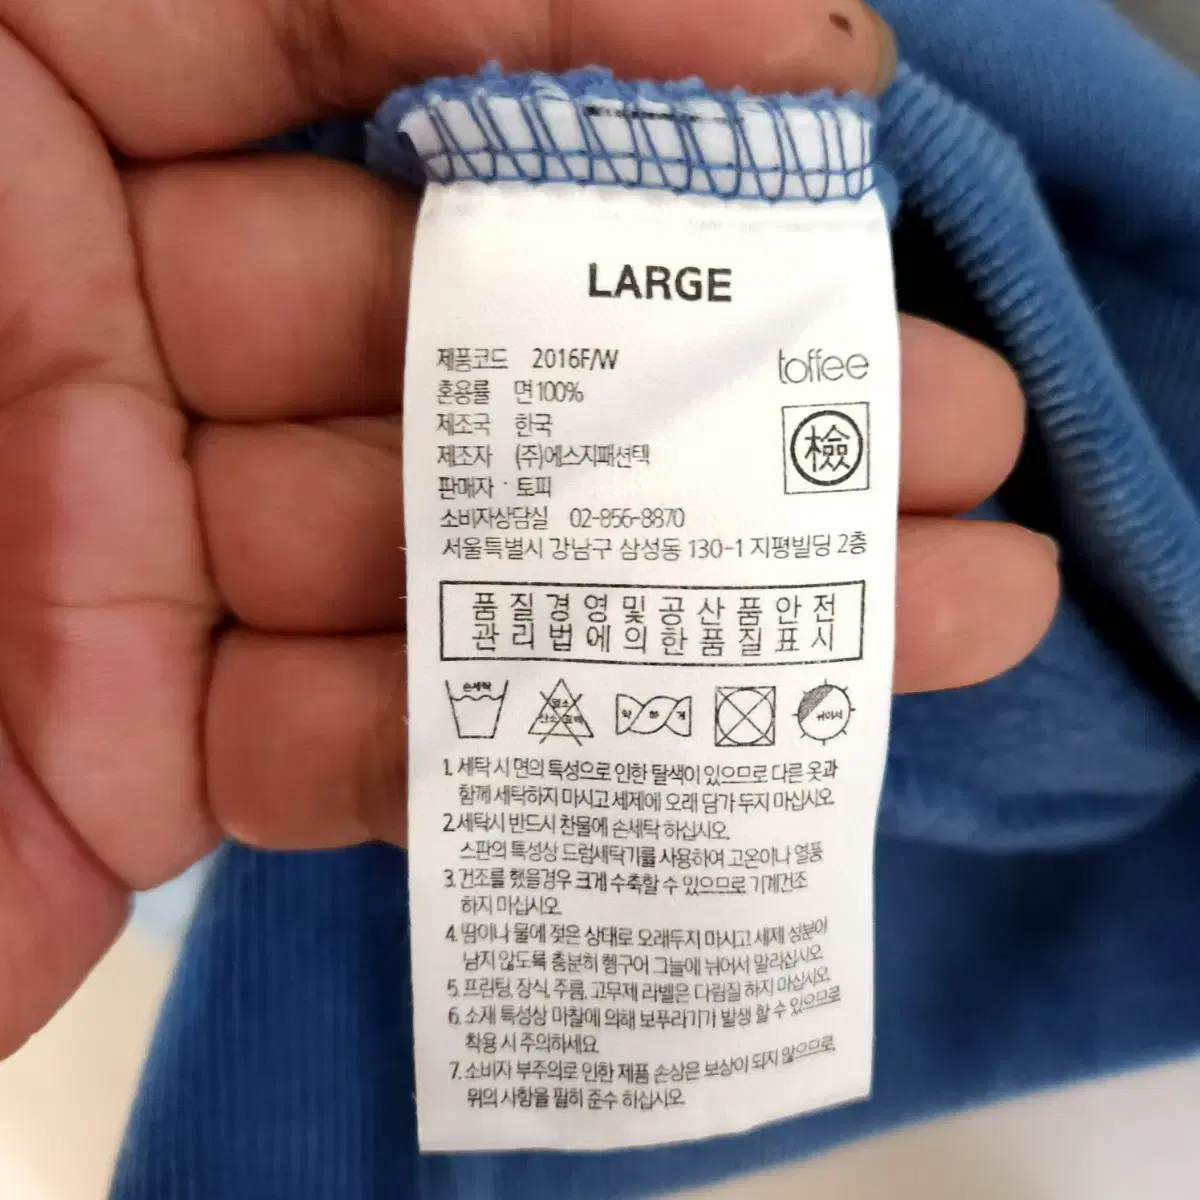 LARGE
toffee
제품코드 2016F/W
혼용률 면100%
제조국 한국
제조자 (주)에스지패션텍
檢
판매자 · 토피
소비자상담실 02-856-8870
서울특별시 강남구 삼성동 130-1 지평빌딩 2층
품질경영및공산품안전
관리법에의한품질표시
손세탁
염소
산소표백
약하게
뉘어서
1. 세탁 시 면의 특성으로 인한 탈색이 있으므로 다른 옷과
함께 세탁하지 마시고 세제에 오래 담가 두지 마십시오.
2.세탁시 반드시 찬물에 손세탁 하십시오.
스판의 특성상 드럼세탁기를 사용하여 고온이나 열풍
3.건조를 했을경우 크게 수축할 수 있으므로 기계건조
하지 마십시오.
4. 땀이나 물에 젖은 상태로 오래두지 마시고 세제 성분이
남지 않도록 충분히 헹구어 그늘에 뉘어서 말리십시오.
5. 프린팅, 장식, 주름, 고무제 라벨은 다림질 하지 마십시오.
6. 소재 특성상 마찰에 의해 보푸라기가 발생 할 수 있으므로
착용 시 주의하세요.
7. 소비자 부주의로 인한 제품 손상은 보상이 되지 않으므로,
위의 사항을 필히 준수 하십시오.